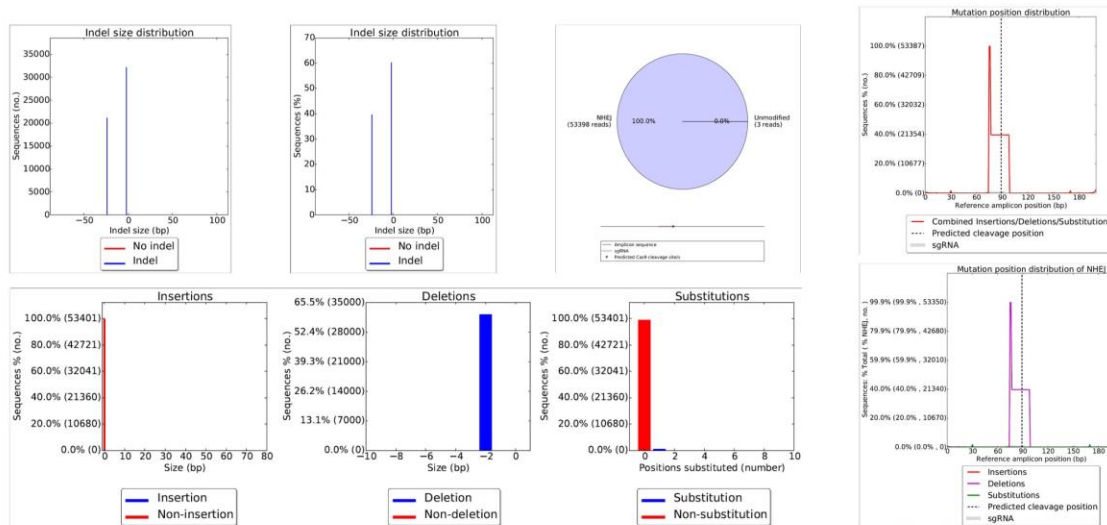 Indel size distribution
35000
30000
25000
20000
15000
10000
5000
0
Sequences (no.)
−50 0 50 100
Indel size (bp)
No indel
Indel
Indel size distribution
70
60
50
40
30
20
10
0
Sequences (%)
−50 0 50 100
Indel size (bp)
No indel
Indel
NHEJ
(53398 reads)
100.0%
0.0%
Unmodified
(3 reads)
Amplicon sequence
sgRNA
Predicted Cas9 cleavage site/s
Mutation position distribution
100.0% (53387)
80.0% (42709)
60.0% (32032)
40.0% (21354)
20.0% (10677)
0.0% (0)
Sequences % (no.)
0 30 60 90 120 150 180
Reference amplicon position (bp)
Combined Insertions/Deletions/Substitution
Predicted cleavage position
sgRNA
Insertions
100.0% (53401)
80.0% (42721)
60.0% (32041)
40.0% (21360)
20.0% (10680)
0.0% (0)
Sequences % (no.)
0 10 20 30 40 50 60 70 80
Size (bp)
Insertion
Non-insertion
Deletions
65.5% (35000)
52.4% (28000)
39.3% (21000)
26.2% (14000)
13.1% (7000)
0.0% (0)
Sequences % (no.)
−10 −8 −6 −4 −2 0
Size (bp)
Deletion
Non-deletion
Substitutions
100.0% (53401)
80.0% (42721)
60.0% (32041)
40.0% (21360)
20.0% (10680)
0.0% (0)
Sequences % (no.)
0 2 4 6 8 10
Positions substituted (number)
Substitution
Non-substitution
Mutation position distribution of NHEJ
99.9% (99.9% , 53350)
79.9% (79.9% , 42680)
59.9% (59.9% , 32010)
40.0% (40.0% , 21340)
20.0% (20.0% , 10670)
0.0% (0.0% , 0)
Sequences: % Total ( % NHEJ, no. )
0 30 60 90 120 150 180
Reference amplicon position (bp)
Insertions
Deletions
Substitutions
Predicted cleavage position
sgRNA